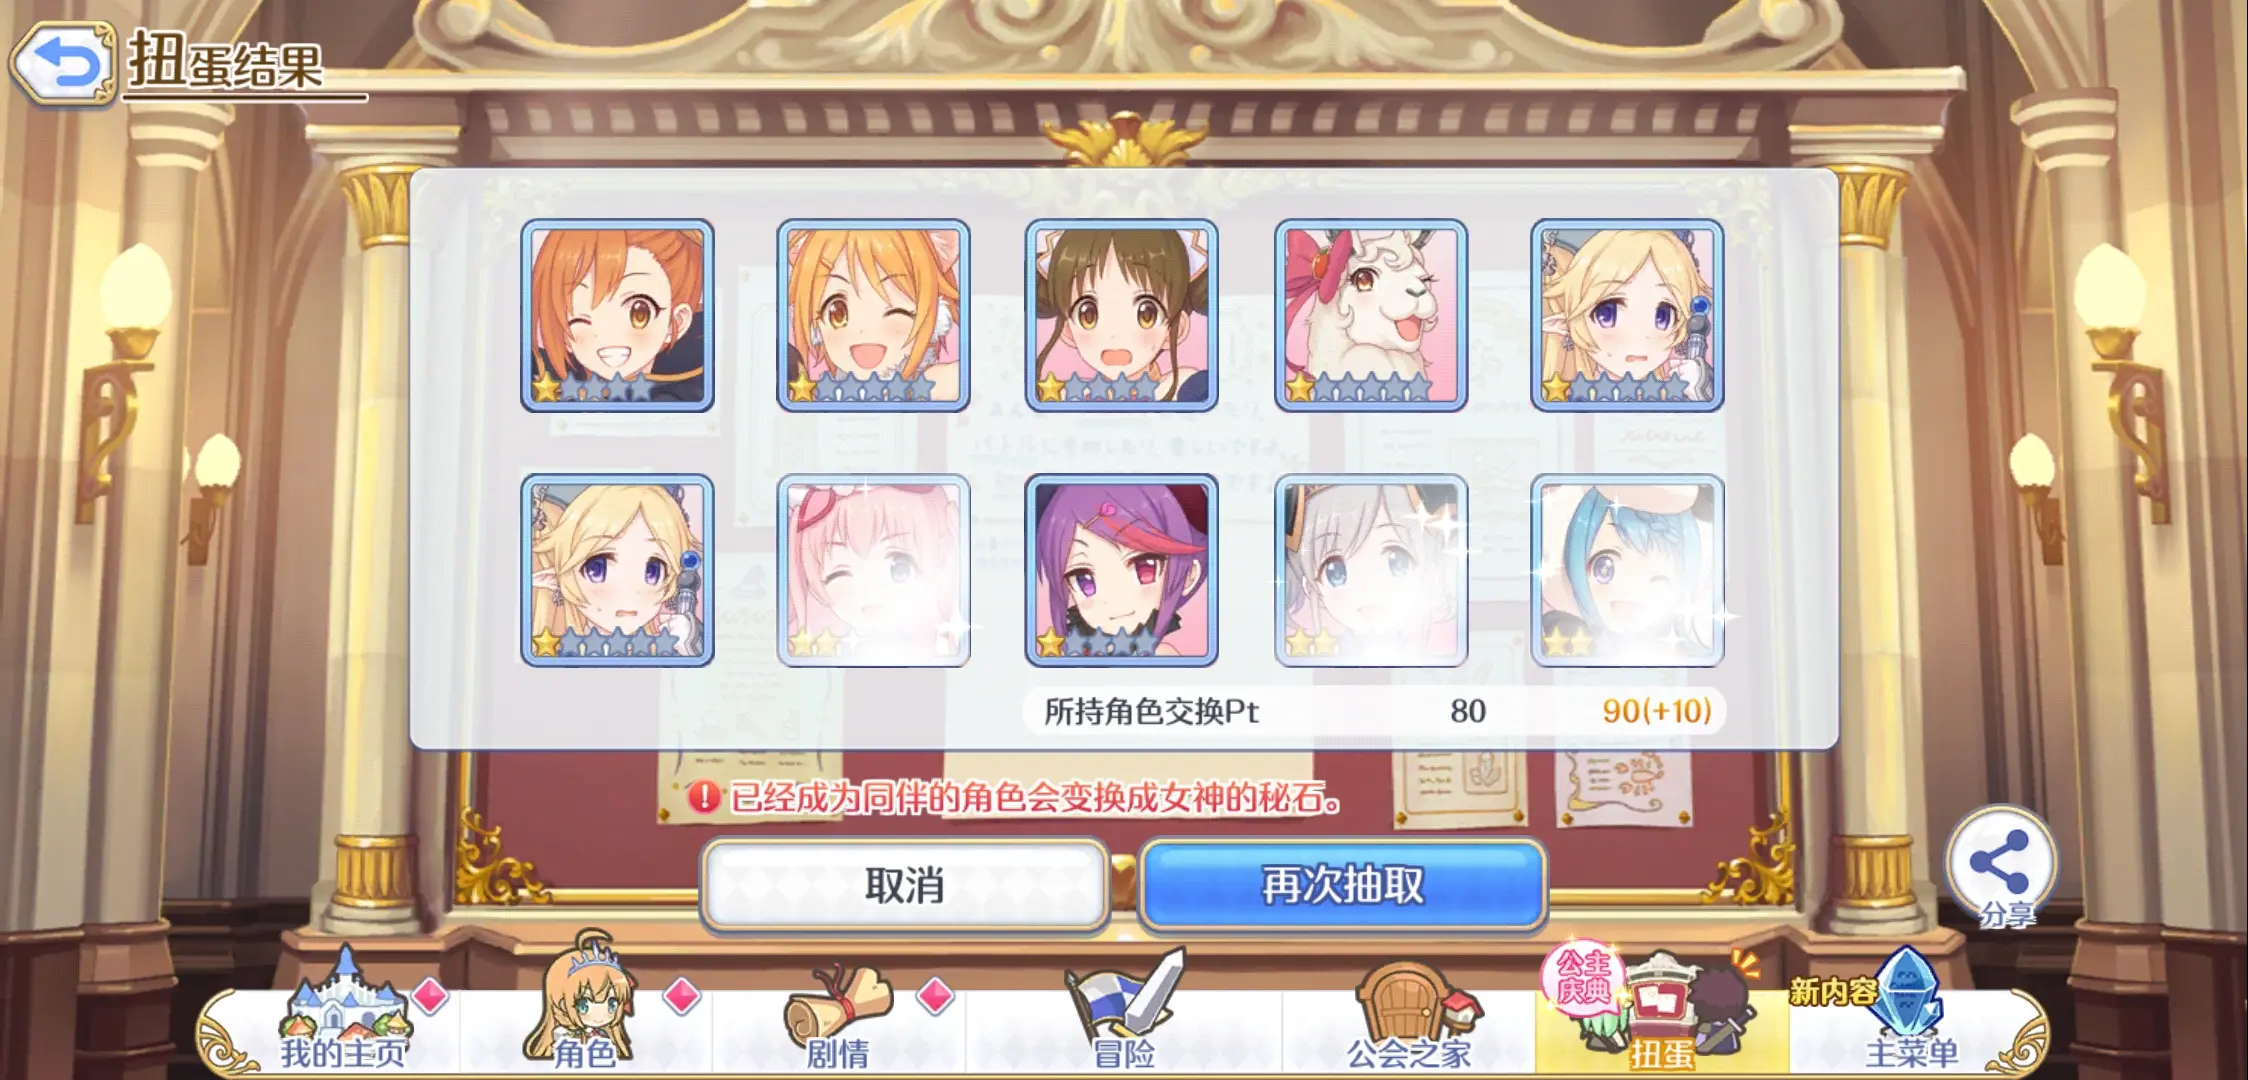 扭蛋结果
所持角色交换Pt 80 90(+10)
已经成为同伴的角色会变换成女神的秘石。
取消
再次抽取
分享
公主
庆典
新内容
我的主页
角色
剧情
冒险
公会之家
扭蛋
主菜单